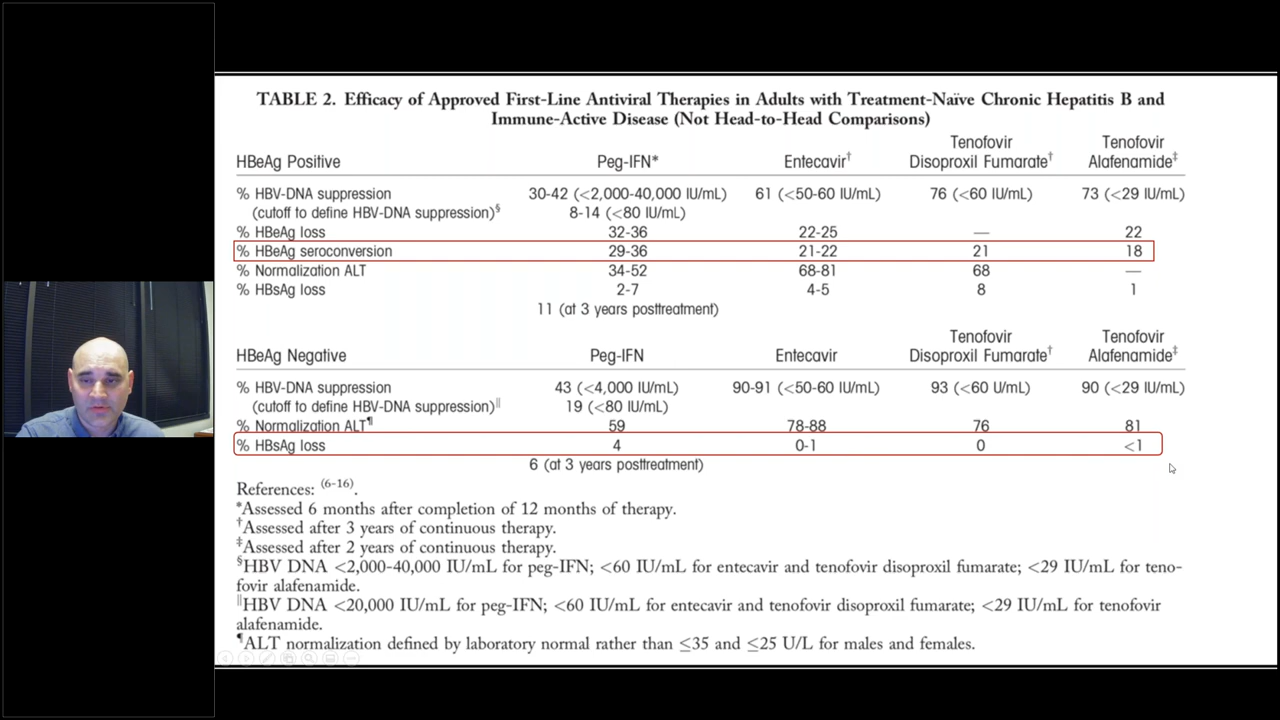 TABLE 2. Efficacy of Approved First-Line Antiviral Therapies in Adults with Treatment-Naïve Chronic Hepatitis B and
Immune-Active Disease (Not Head-to-Head Comparisons)
HBeAg Positive Peg-IFN* Entecavir† Tenofovir Disoproxil Fumarate† Tenofovir Alafenamide‡
% HBV-DNA suppression 30-42 (<2,000-40,000 IU/mL) 61 (<50-60 IU/mL) 76 (<60 IU/mL) 73 (<29 IU/mL)
(cutoff to define HBV-DNA suppression)§ 8-14 (<80 IU/mL)
% HBeAg loss 32-36 22-25 — 22
% HBeAg seroconversion 29-36 21-22 21 18
% Normalization ALT 34-52 68-81 68 —
% HBsAg loss 2-7 4-5 8 1
11 (at 3 years posttreatment)
HBeAg Negative Peg-IFN Entecavir Tenofovir Disoproxil Fumarate† Tenofovir Alafenamide‡
% HBV-DNA suppression 43 (<4,000 IU/mL) 90-91 (<50-60 IU/mL) 93 (<60 U/mL) 90 (<29 IU/mL)
(cutoff to define HBV-DNA suppression)‖ 19 (<80 IU/mL)
% Normalization ALT¶ 59 78-88 76 81
% HBsAg loss 4 0-1 0 <1
6 (at 3 years posttreatment)
References: (6-16).
*Assessed 6 months after completion of 12 months of therapy.
†Assessed after 3 years of continuous therapy.
‡Assessed after 2 years of continuous therapy.
§HBV DNA <2,000-40,000 IU/mL for peg-IFN; <60 IU/mL for entecavir and tenofovir disoproxil fumarate; <29 IU/mL for teno-
fovir alafenamide.
‖HBV DNA <20,000 IU/mL for peg-IFN; <60 IU/mL for entecavir and tenofovir disoproxil fumarate; <29 IU/mL for tenofovir
alafenamide.
¶ALT normalization defined by laboratory normal rather than ≤35 and ≤25 U/L for males and females.